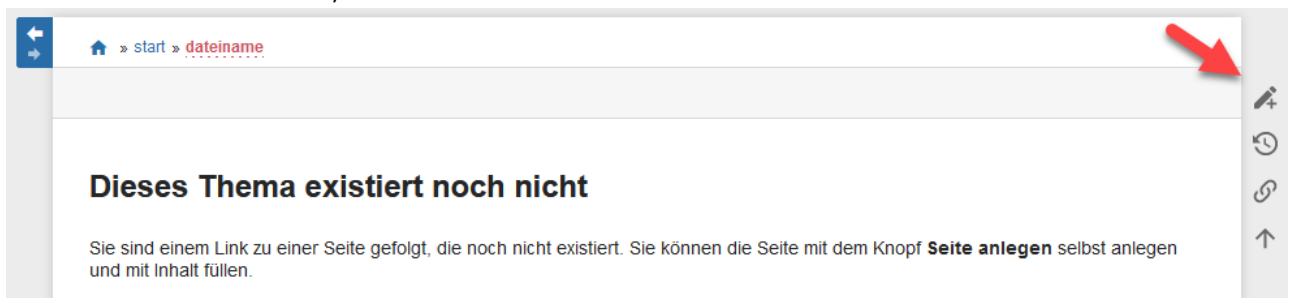 » start » dateiname
Dieses Thema existiert noch nicht
Sie sind einem Link zu einer Seite gefolgt, die noch nicht existiert. Sie können die Seite mit dem Knopf Seite anlegen selbst anlegen
und mit Inhalt füllen.